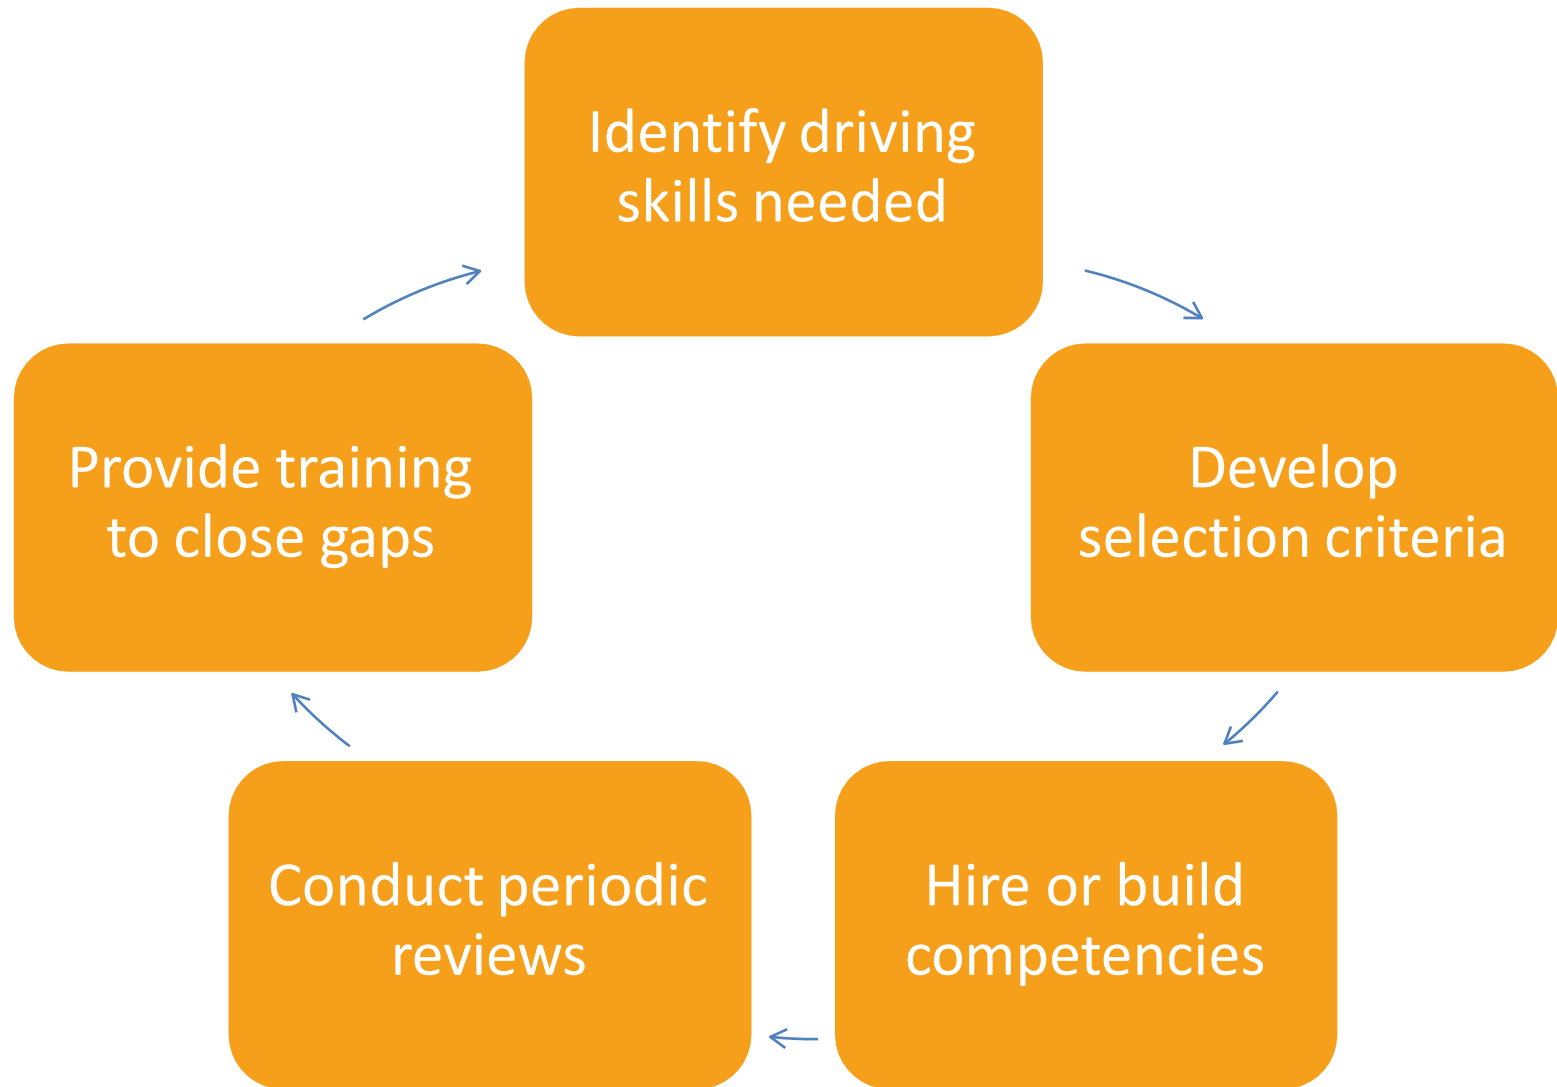 Identify driving
skills needed
Develop
selection criteria
Hire or build
competencies
Conduct periodic
reviews
Provide training
to close gaps